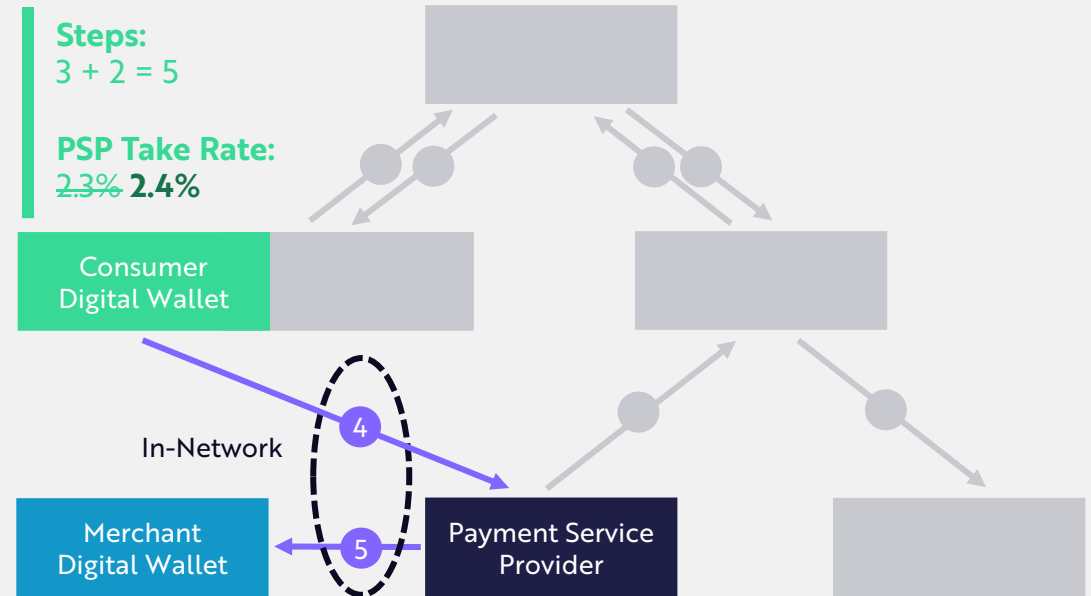 Steps:
3 + 2 = 5
PSP Take Rate:
2.3% 2.4%
Consumer
Digital Wallet
4
In-Network
5
Merchant
Digital Wallet
Payment Service
Provider